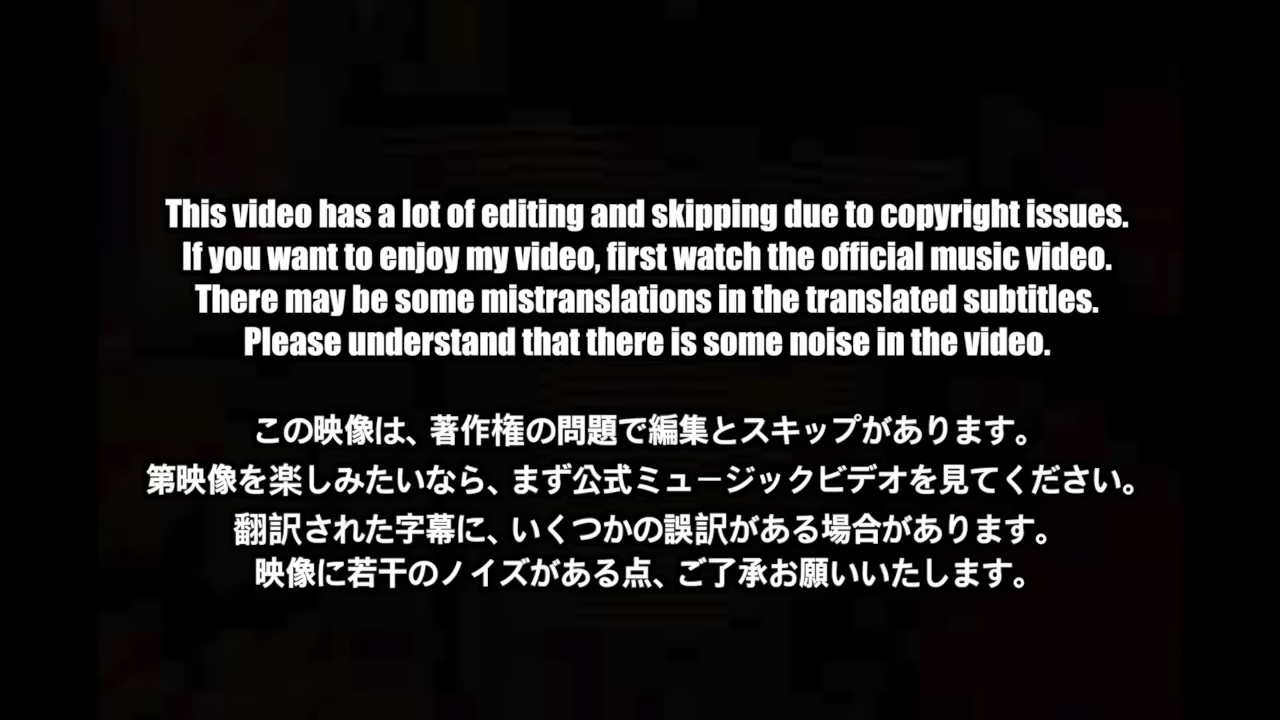 This video has a lot of editing and skipping due to copyright issues.
If you want to enjoy my video, first watch the official music video.
There may be some mistranslations in the translated subtitles.
Please understand that there is some noise in the video.
この映像は、著作権の問題で編集とスキップがあります。
第映像を楽しみたいなら、まず公式ミュージックビデオを見てください。
翻訳された字幕に、いくつかの誤訳がある場合があります。
映像に若干のノイズがある点、ご了承お願いいたします。